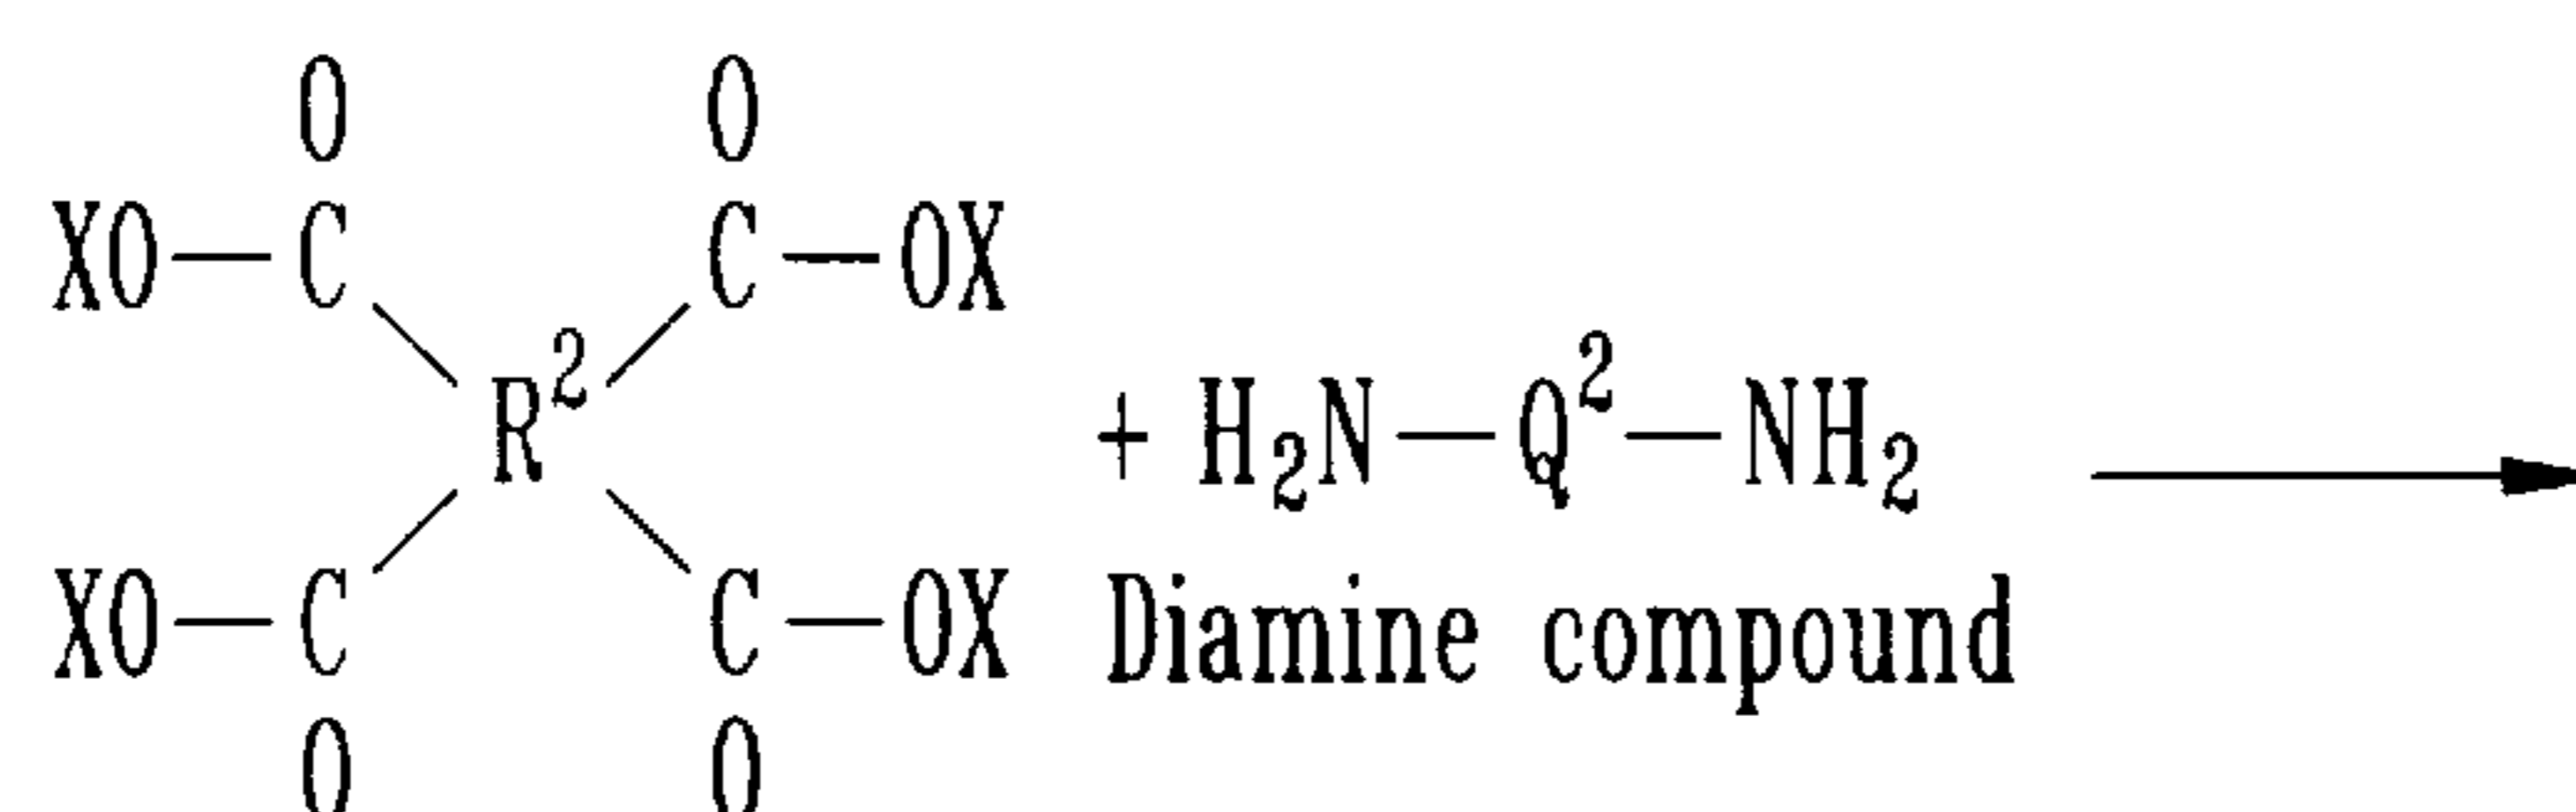 O O
XO—C C—OX
R²
+ H₂N—Q²—NH₂
XO—C C—OX
Diamine compound
O O